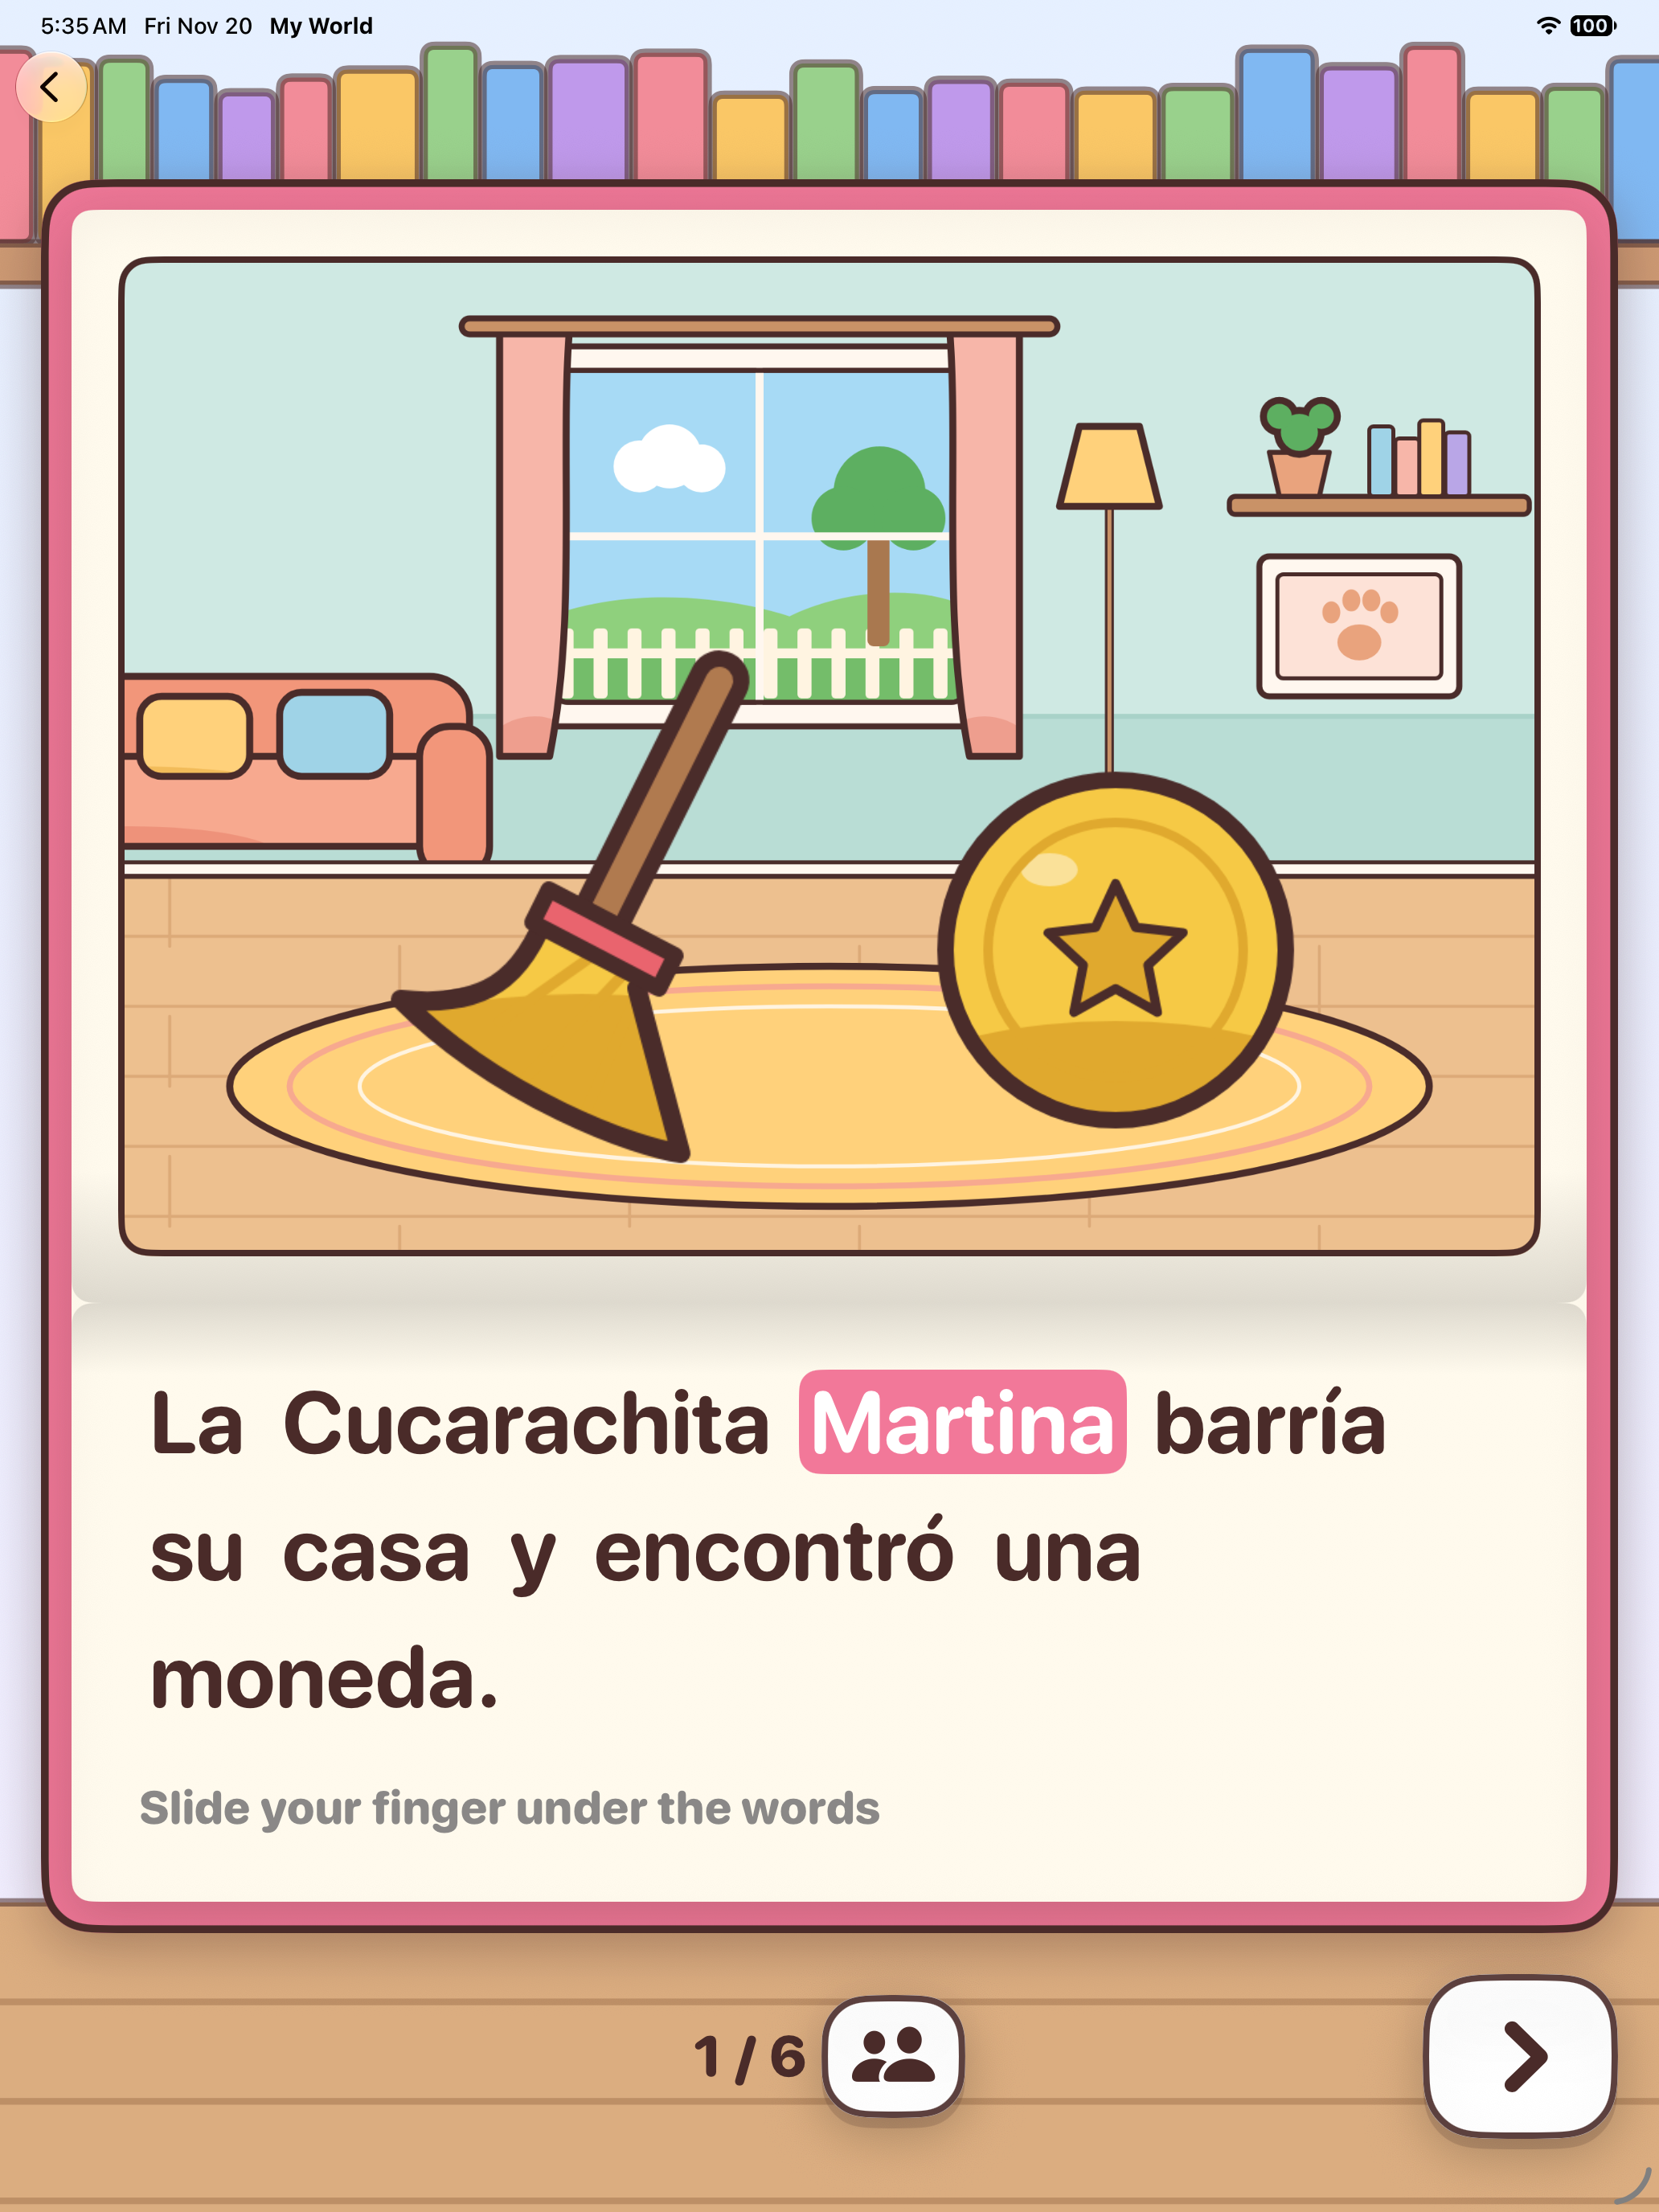 5:35 AM Fri Nov 20 My World 100
La Cucarachita Martina barría
su casa y encontró una
moneda.
Slide your finger under the words
1 / 6